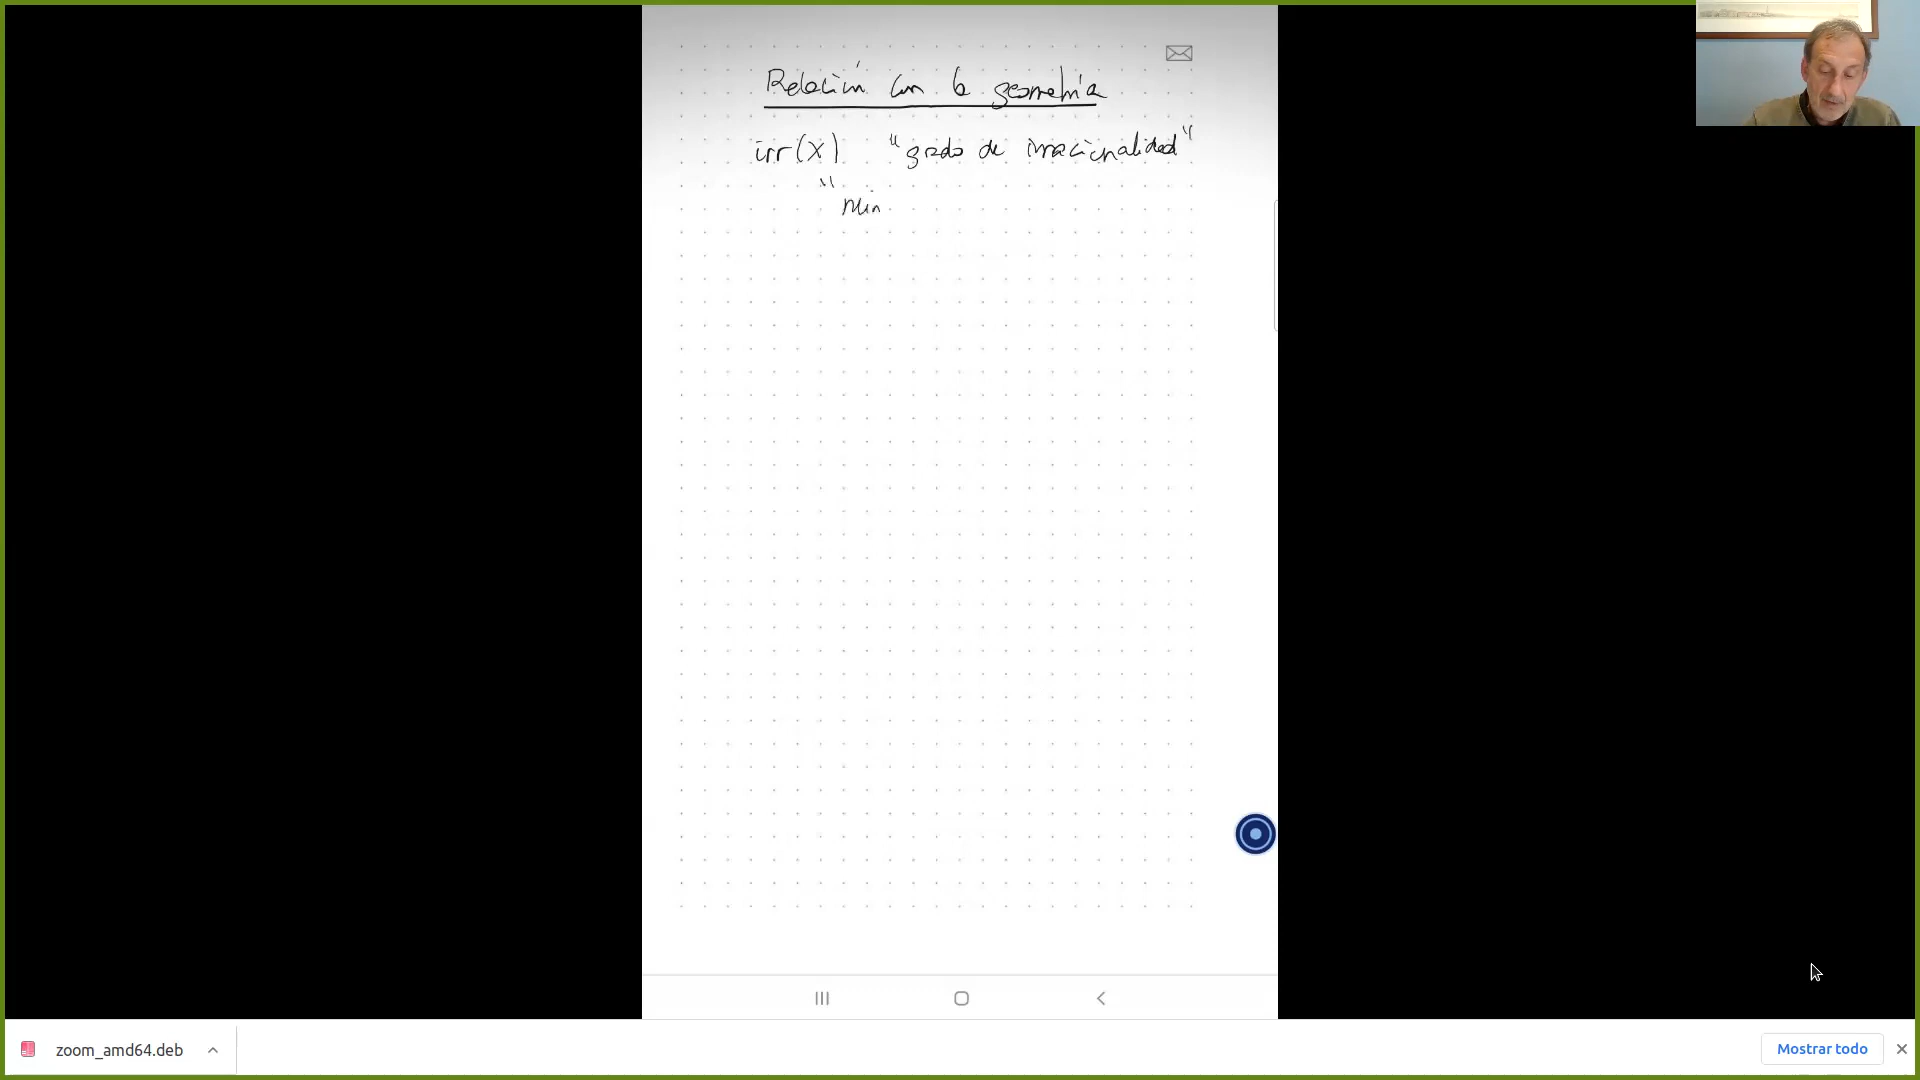 Relación con la geometría
irr(X) "grado de irracionalidad"
"
Min
zoom_amd64.deb
Mostrar todo